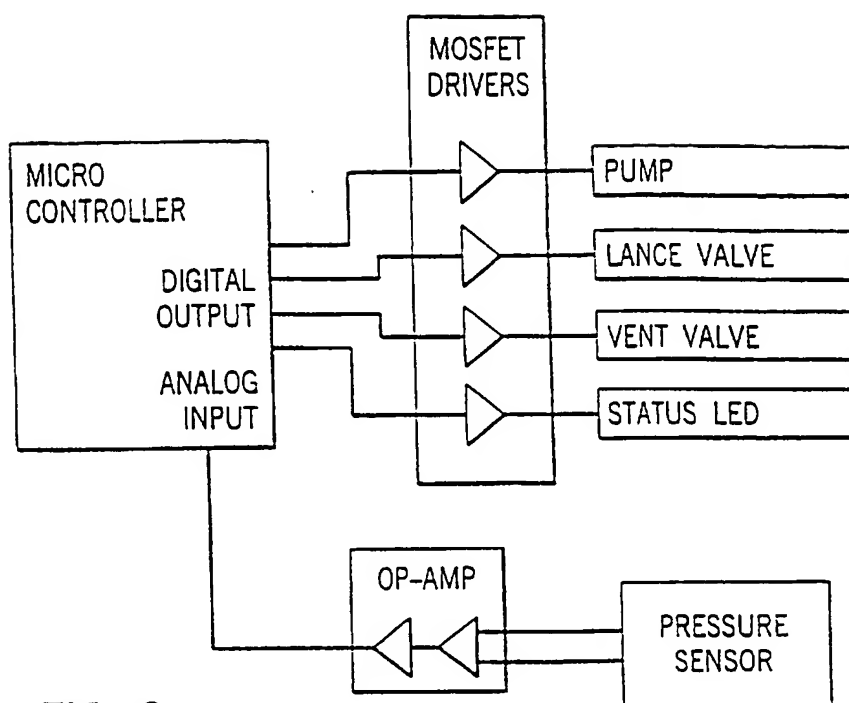 MOSFET
DRIVERS
MICRO
CONTROLLER
DIGITAL
OUTPUT
ANALOG
INPUT
PUMP
LANCE VALVE
VENT VALVE
STATUS LED
OP-AMP
PRESSURE
SENSOR